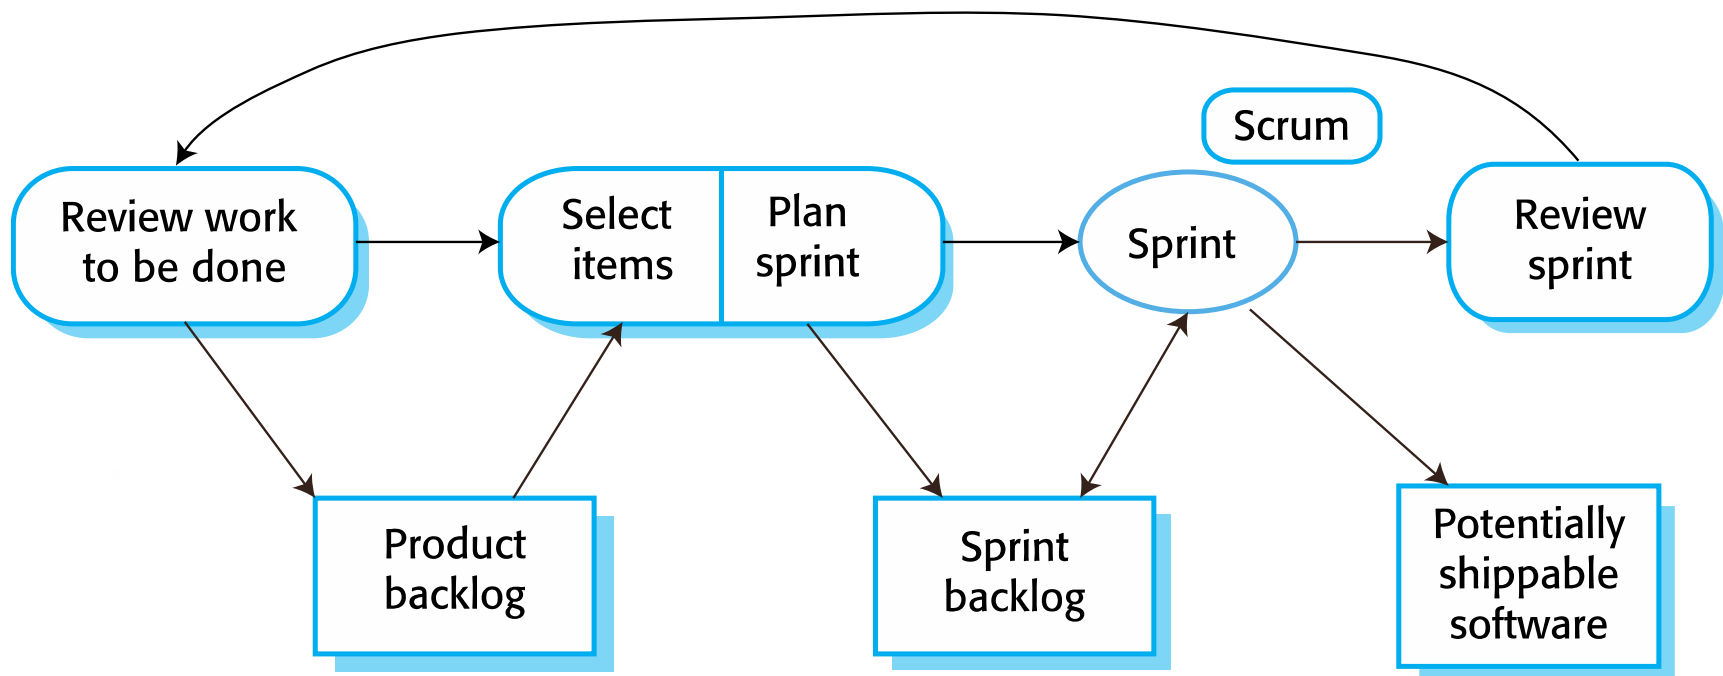 Scrum
Review work
to be done
Select
items
Plan
sprint
Sprint
Review
sprint
Product
backlog
Sprint
backlog
Potentially
shippable
software